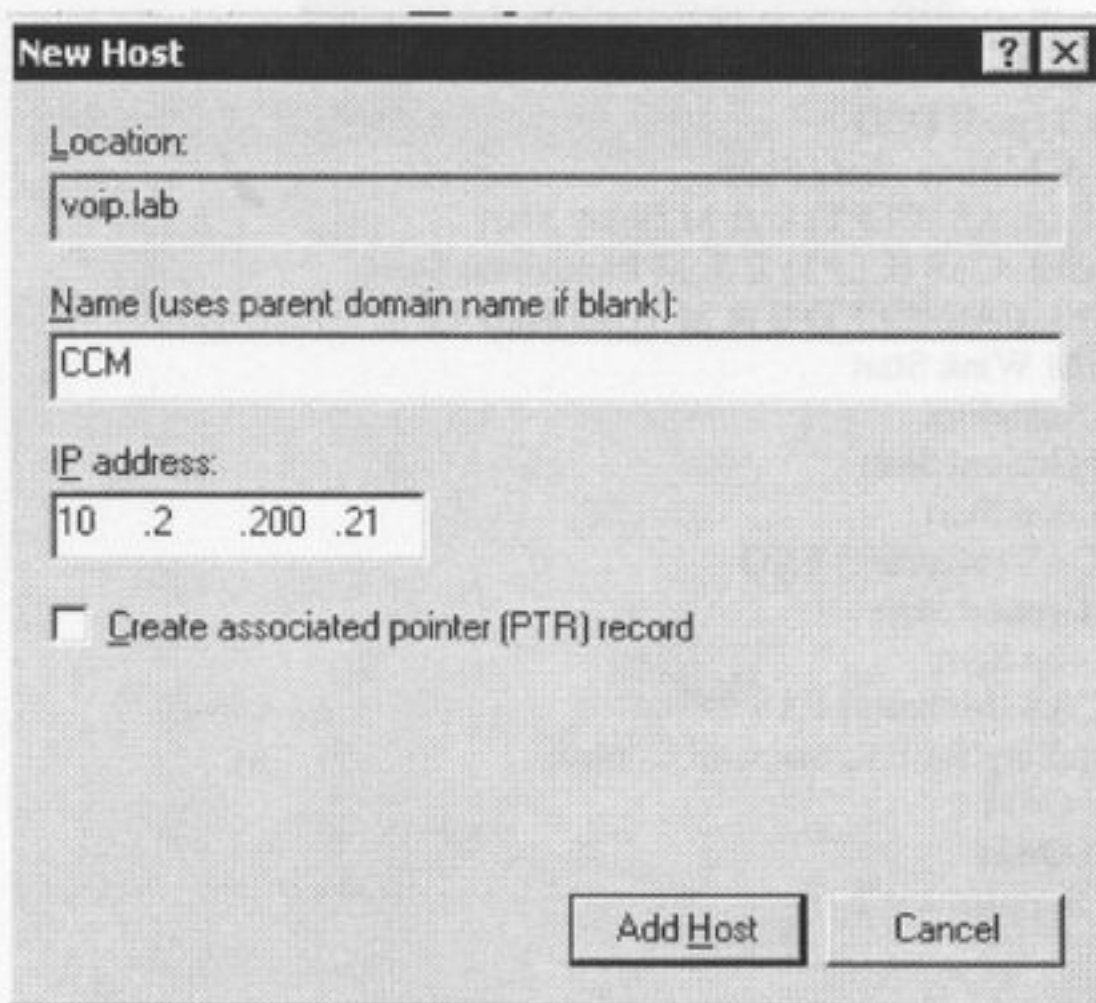 New Host
Location:
voip.lab
Name (uses parent domain name if blank):
CCM
IP address:
10 .2 .200 .21
Create associated pointer (PTR) record
Add Host
Cancel